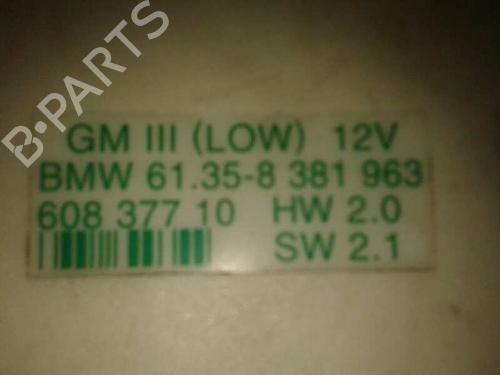 GM III (LOW) 12V
BMW 61.35-8 381 963
608 377 10 HW 2.0
SW 2.1
B-PARTS
B-PARTS